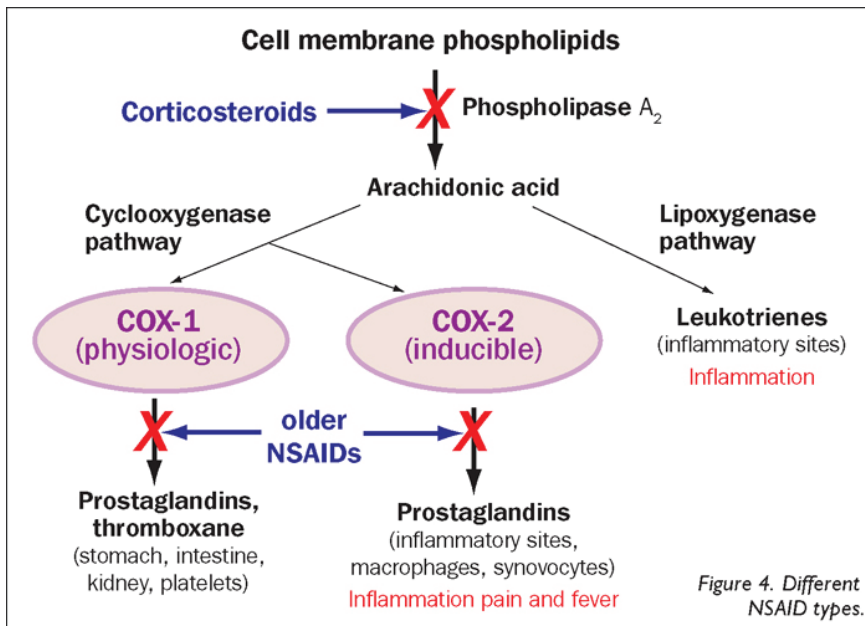 Cell membrane phospholipids
Corticosteroids
Phospholipase A₂
Arachidonic acid
Cyclooxygenase
pathway
Lipoxygenase
pathway
COX-1
(physiologic)
COX-2
(inducible)
Leukotrienes
(inflammatory sites)
Inflammation
older
NSAIDs
Prostaglandins,
thromboxane
(stomach, intestine,
kidney, platelets)
Prostaglandins
(inflammatory sites,
macrophages, synovocytes)
Inflammation pain and fever
Figure 4. Different
NSAID types.